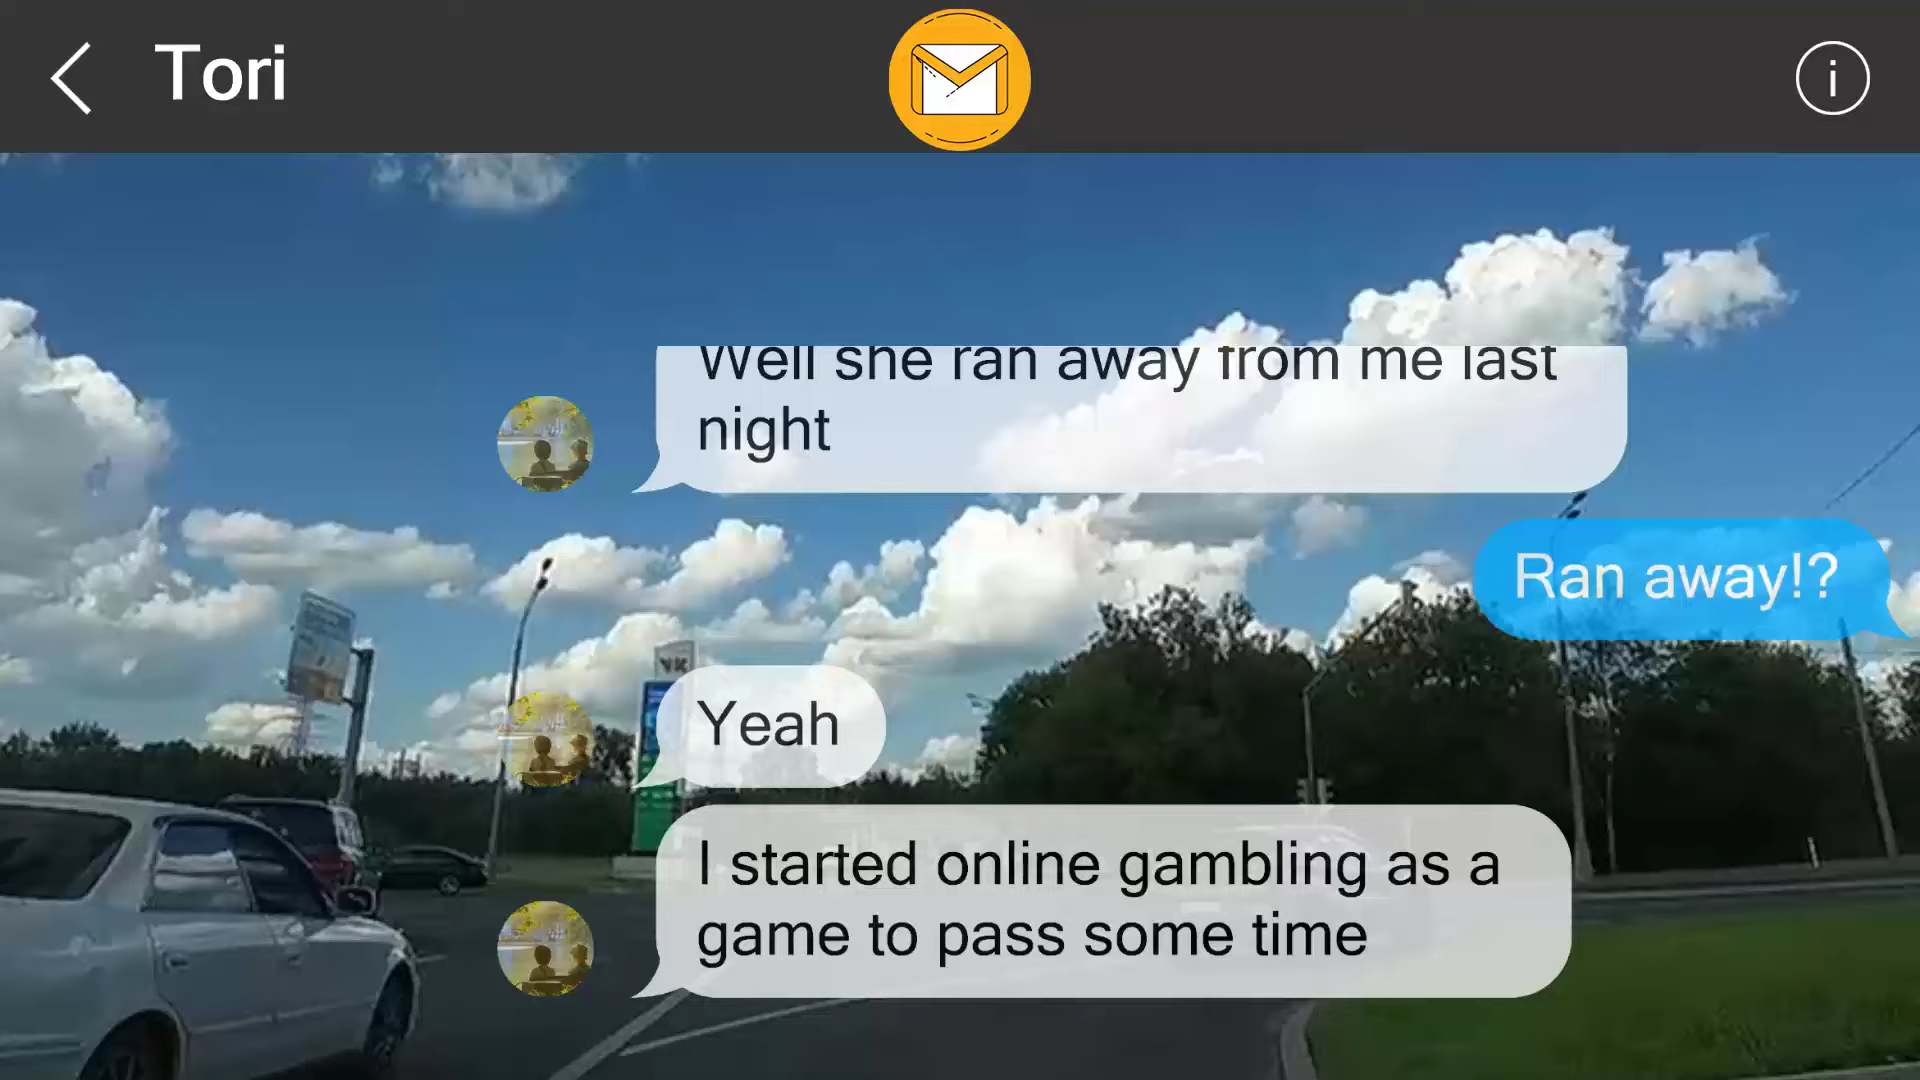 Tori
i
Well she ran away from me last
night
Ran away!?
Yeah
I started online gambling as a
game to pass some time